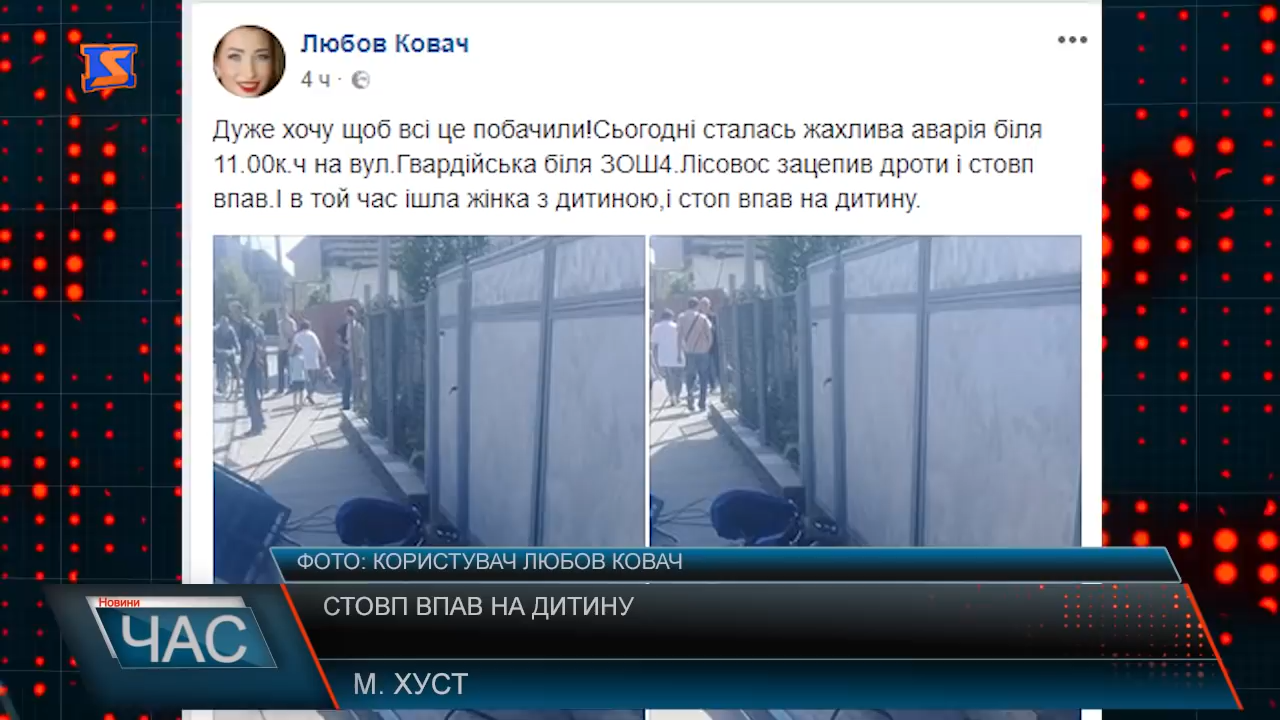 Любов Ковач
4 ч ·
Дуже хочу щоб всі це побачили!Сьогодні сталась жахлива аварія біля
11.00к.ч на вул.Гвардійська біля ЗОШ4.Лісовос зацепив дроти і стовп
впав.І в той час ішла жінка з дитиною,і стоп впав на дитину.
ФОТО: КОРИСТУВАЧ ЛЮБОВ КОВАЧ
Новини
ЧАС
СТОВП ВПАВ НА ДИТИНУ
М. ХУСТ